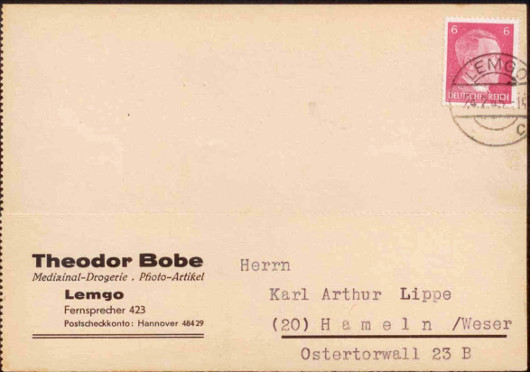 6 6
DEUTSCHES REICH
LEMGO
Theodor Bobe
Medizinal-Drogerie . Photo-Artikel
Lemgo
Fernsprecher 423
Postscheckkonto: Hannover 48429
Herrn
Karl Arthur Lippe
(20) H a m e l n /Weser
Ostertorwall 23 B